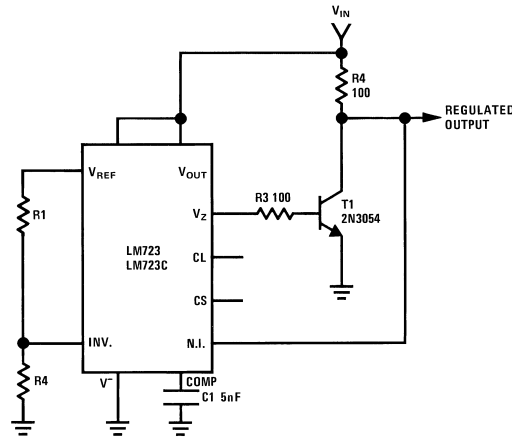 VIN
R4
100
REGULATED
OUTPUT
VREF
VOUT
R1
VZ
R3 100
T1
2N3054
LM723
LM723C
CL
CS
INV.
N.I.
R4
V−
COMP
C1 5nF